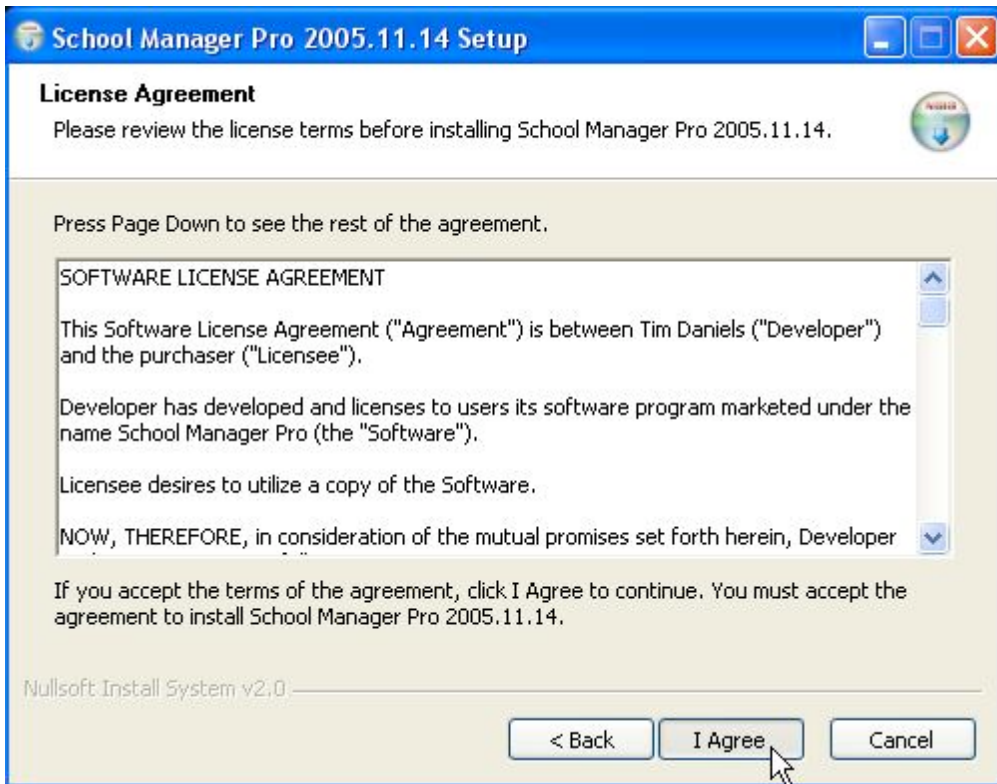 School Manager Pro 2005.11.14 Setup
License Agreement
Please review the license terms before installing School Manager Pro 2005.11.14.
Press Page Down to see the rest of the agreement.
SOFTWARE LICENSE AGREEMENT
This Software License Agreement ("Agreement") is between Tim Daniels ("Developer")
and the purchaser ("Licensee").
Developer has developed and licenses to users its software program marketed under the
name School Manager Pro (the "Software").
Licensee desires to utilize a copy of the Software.
NOW, THEREFORE, in consideration of the mutual promises set forth herein, Developer
If you accept the terms of the agreement, click I Agree to continue. You must accept the
agreement to install School Manager Pro 2005.11.14.
Nullsoft Install System v2.0
< Back
I Agree
Cancel